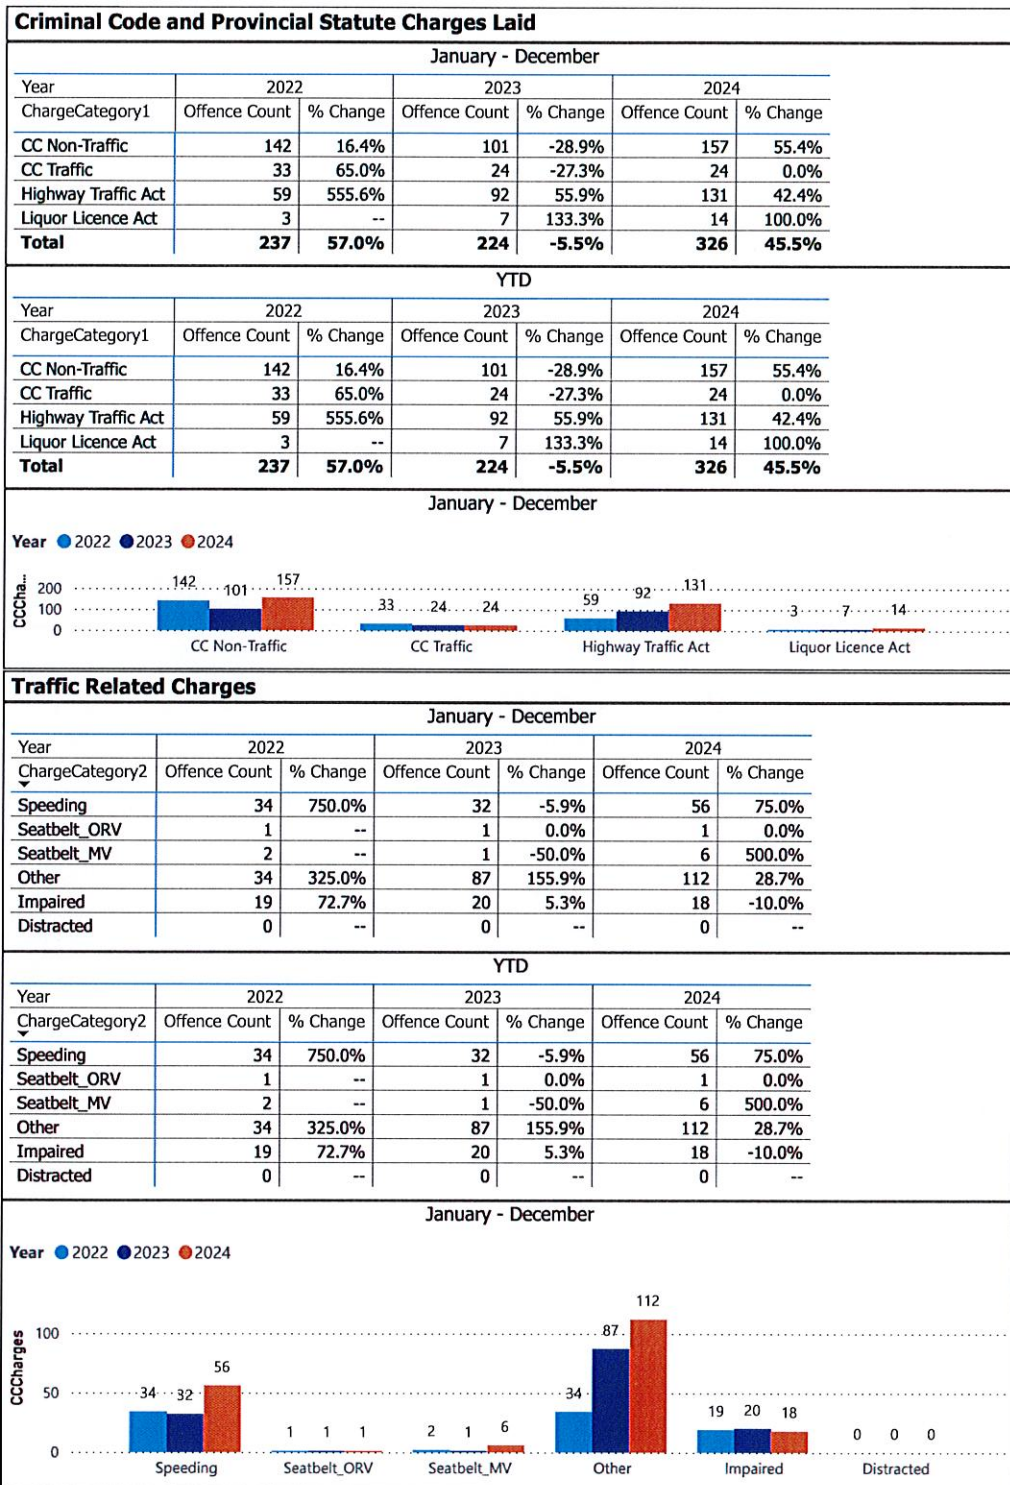 Criminal Code and Provincial Statute Charges Laid
January - December
Year 2022 2023 2024
ChargeCategory1 Offence Count % Change Offence Count % Change Offence Count % Change
CC Non-Traffic 142 16.4% 101 -28.9% 157 55.4%
CC Traffic 33 65.0% 24 -27.3% 24 0.0%
Highway Traffic Act 59 555.6% 92 55.9% 131 42.4%
Liquor Licence Act 3 -- 7 133.3% 14 100.0%
Total 237 57.0% 224 -5.5% 326 45.5%
YTD
Year 2022 2023 2024
ChargeCategory1 Offence Count % Change Offence Count % Change Offence Count % Change
CC Non-Traffic 142 16.4% 101 -28.9% 157 55.4%
CC Traffic 33 65.0% 24 -27.3% 24 0.0%
Highway Traffic Act 59 555.6% 92 55.9% 131 42.4%
Liquor Licence Act 3 -- 7 133.3% 14 100.0%
Total 237 57.0% 224 -5.5% 326 45.5%
January - December
Year 2022 2023 2024
CCCha...
200
100
0
142 101 157
33 24 24
59 92 131
3 7 14
CC Non-Traffic CC Traffic Highway Traffic Act Liquor Licence Act
Traffic Related Charges
January - December
Year 2022 2023 2024
ChargeCategory2 Offence Count % Change Offence Count % Change Offence Count % Change
Speeding 34 750.0% 32 -5.9% 56 75.0%
Seatbelt_ORV 1 -- 1 0.0% 1 0.0%
Seatbelt_MV 2 -- 1 -50.0% 6 500.0%
Other 34 325.0% 87 155.9% 112 28.7%
Impaired 19 72.7% 20 5.3% 18 -10.0%
Distracted 0 -- 0 -- 0 --
YTD
Year 2022 2023 2024
ChargeCategory2 Offence Count % Change Offence Count % Change Offence Count % Change
Speeding 34 750.0% 32 -5.9% 56 75.0%
Seatbelt_ORV 1 -- 1 0.0% 1 0.0%
Seatbelt_MV 2 -- 1 -50.0% 6 500.0%
Other 34 325.0% 87 155.9% 112 28.7%
Impaired 19 72.7% 20 5.3% 18 -10.0%
Distracted 0 -- 0 -- 0 --
January - December
Year 2022 2023 2024
CCCharges
100
50
0
34 32 56
1 1 1
2 1 6
34 87 112
19 20 18
0 0 0
Speeding Seatbelt_ORV Seatbelt_MV Other Impaired Distracted